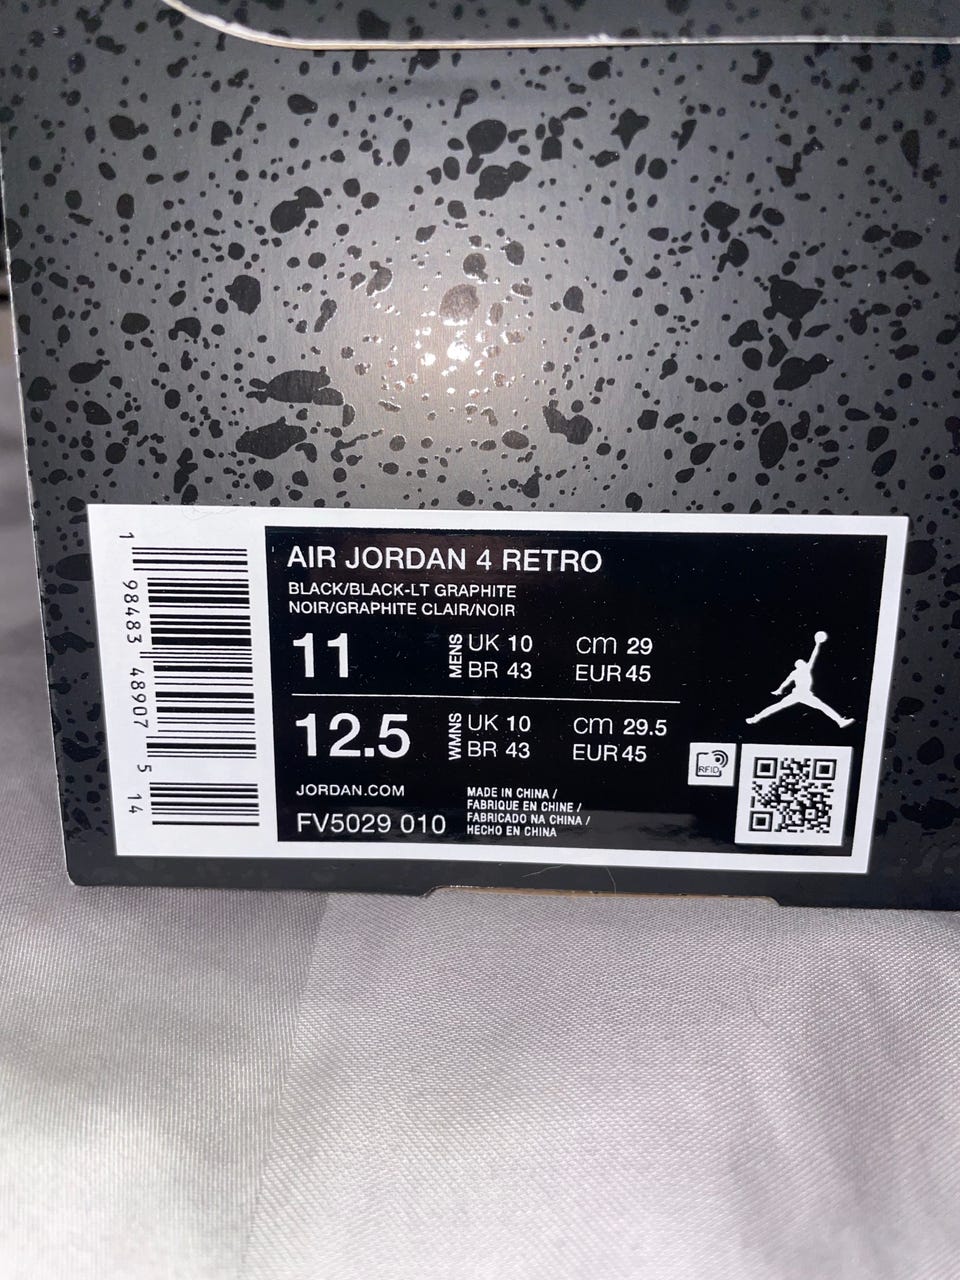 AIR JORDAN 4 RETRO
BLACK/BLACK-LT GRAPHITE
NOIR/GRAPHITE CLAIR/NOIR
11 MENS UK 10 cm 29
BR 43 EUR 45
12.5 WMNS UK 10 cm 29.5
BR 43 EUR 45
RFID
JORDAN.COM
FV5029 010
MADE IN CHINA /
FABRIQUE EN CHINE /
FABRICADO NA CHINA /
HECHO EN CHINA
1 98483 48907 5 14